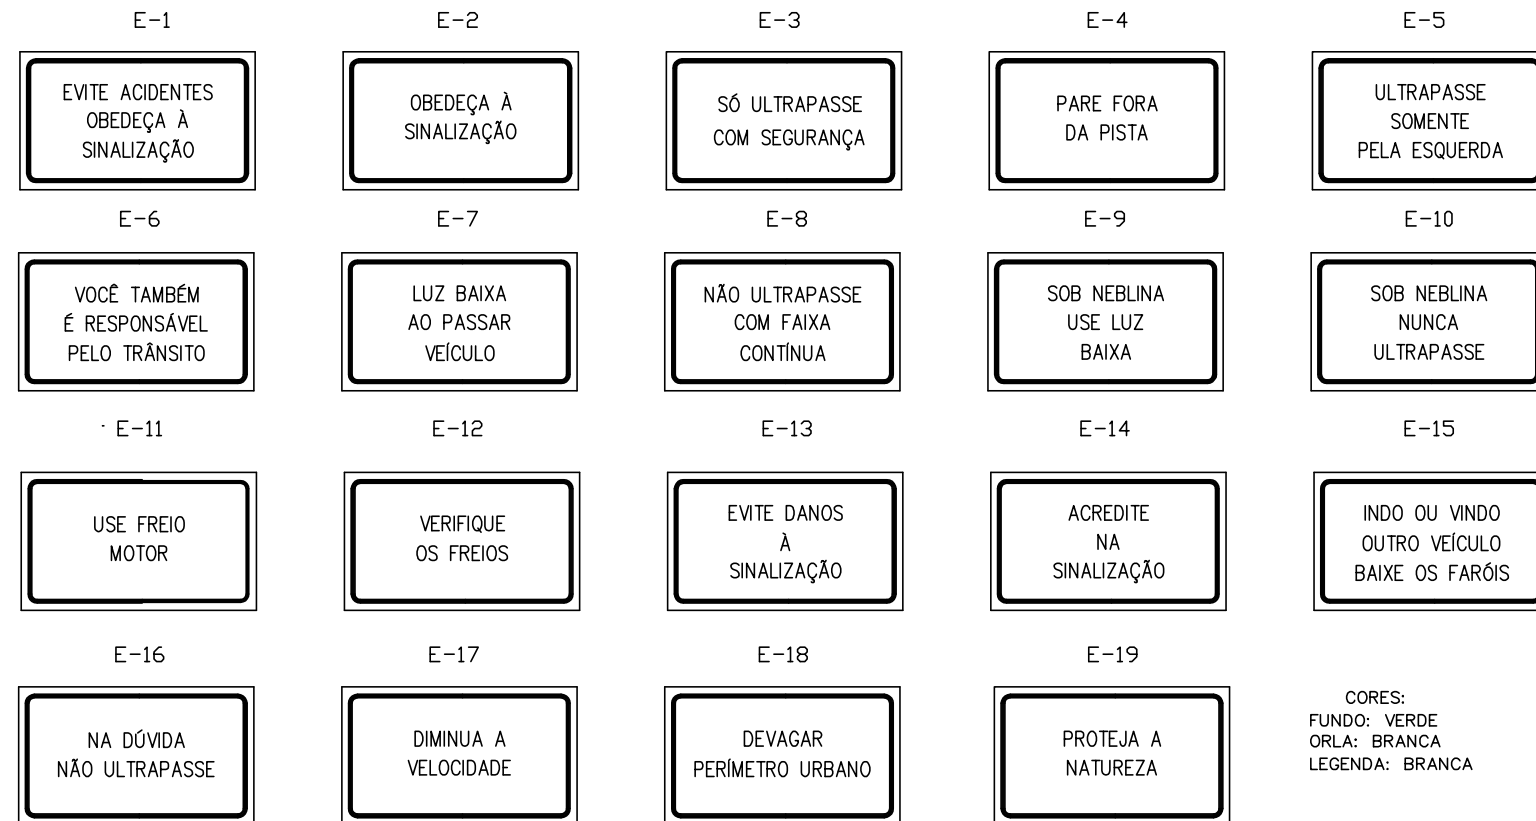 E-1
EVITE ACIDENTES
OBEDEÇA À
SINALIZAÇÃO
E-2
OBEDEÇA À
SINALIZAÇÃO
E-3
SÓ ULTRAPASSE
COM SEGURANÇA
E-4
PARE FORA
DA PISTA
E-5
ULTRAPASSE
SOMENTE
PELA ESQUERDA
E-6
VOCÊ TAMBÉM
É RESPONSÁVEL
PELO TRÂNSITO
E-7
LUZ BAIXA
AO PASSAR
VEÍCULO
E-8
NÃO ULTRAPASSE
COM FAIXA
CONTÍNUA
E-9
SOB NEBLINA
USE LUZ
BAIXA
E-10
SOB NEBLINA
NUNCA
ULTRAPASSE
E-11
USE FREIO
MOTOR
E-12
VERIFIQUE
OS FREIOS
E-13
EVITE DANOS
À
SINALIZAÇÃO
E-14
ACREDITE
NA
SINALIZAÇÃO
E-15
INDO OU VINDO
OUTRO VEÍCULO
BAIXE OS FARÓIS
E-16
NA DÚVIDA
NÃO ULTRAPASSE
E-17
DIMINUA A
VELOCIDADE
E-18
DEVAGAR
PERÍMETRO URBANO
E-19
PROTEJA A
NATUREZA
CORES:
FUNDO: VERDE
ORLA: BRANCA
LEGENDA: BRANCA